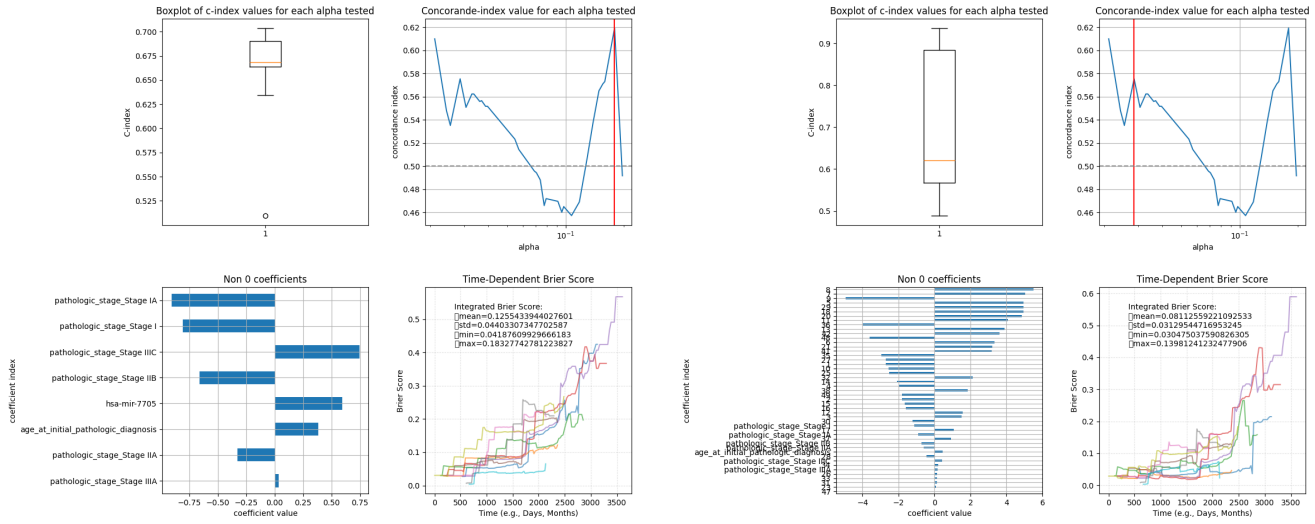 Boxplot of c-index values for each alpha tested
C-index
0.700
0.675
0.650
0.625
0.600
0.575
0.550
0.525
1
Concorande-index value for each alpha tested
concordance index
0.62
0.60
0.58
0.56
0.54
0.52
0.50
0.48
0.46
10⁻¹
alpha
Boxplot of c-index values for each alpha tested
C-index
0.9
0.8
0.7
0.6
0.5
1
Concorande-index value for each alpha tested
concordance index
0.62
0.60
0.58
0.56
0.54
0.52
0.50
0.48
0.46
10⁻¹
alpha
Non 0 coefficients
coefficient index
pathologic_stage_Stage IA
pathologic_stage_Stage I
pathologic_stage_Stage IIIC
pathologic_stage_Stage IIB
hsa-mir-7705
age_at_initial_pathologic_diagnosis
pathologic_stage_Stage IIA
pathologic_stage_Stage IIIA
−0.75
−0.50
−0.25
0.00
0.25
0.50
0.75
coefficient value
Time-Dependent Brier Score
Integrated Brier Score:
mean=0.1255433944027601
std=0.04403307347702587
min=0.04187609929666183
max=0.18327742781223827
Brier Score
0.5
0.4
0.3
0.2
0.1
0.0
0
500
1000
1500
2000
2500
3000
3500
Time (e.g., Days, Months)
Non 0 coefficients
coefficient index
age_at_initial_pathologic_diagnosis
47
−4
−2
0
2
4
6
coefficient value
Time-Dependent Brier Score
Integrated Brier Score:
mean=0.08112559221092533
std=0.03129544716953245
min=0.030475037590826305
max=0.13981241232477906
Brier Score
0.6
0.5
0.4
0.3
0.2
0.1
0.0
0
500
1000
1500
2000
2500
3000
3500
Time (e.g., Days, Months)